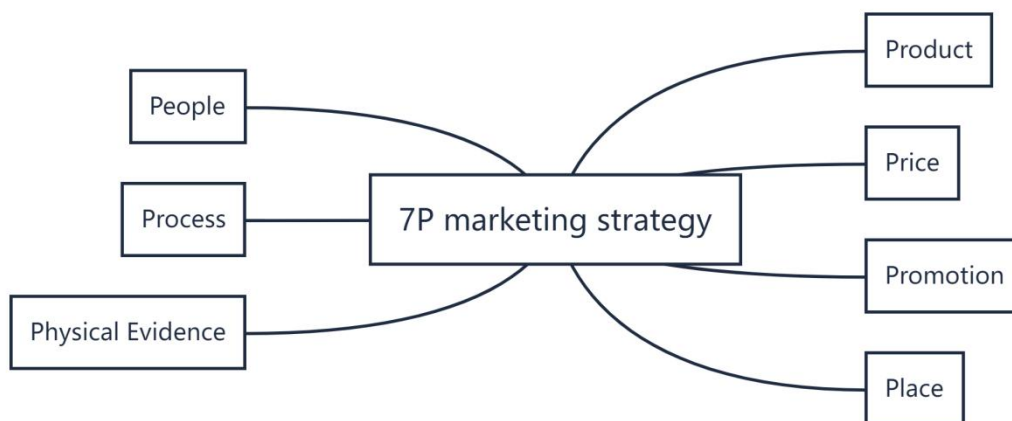 People
Process
Physical Evidence
7P marketing strategy
Product
Price
Promotion
Place